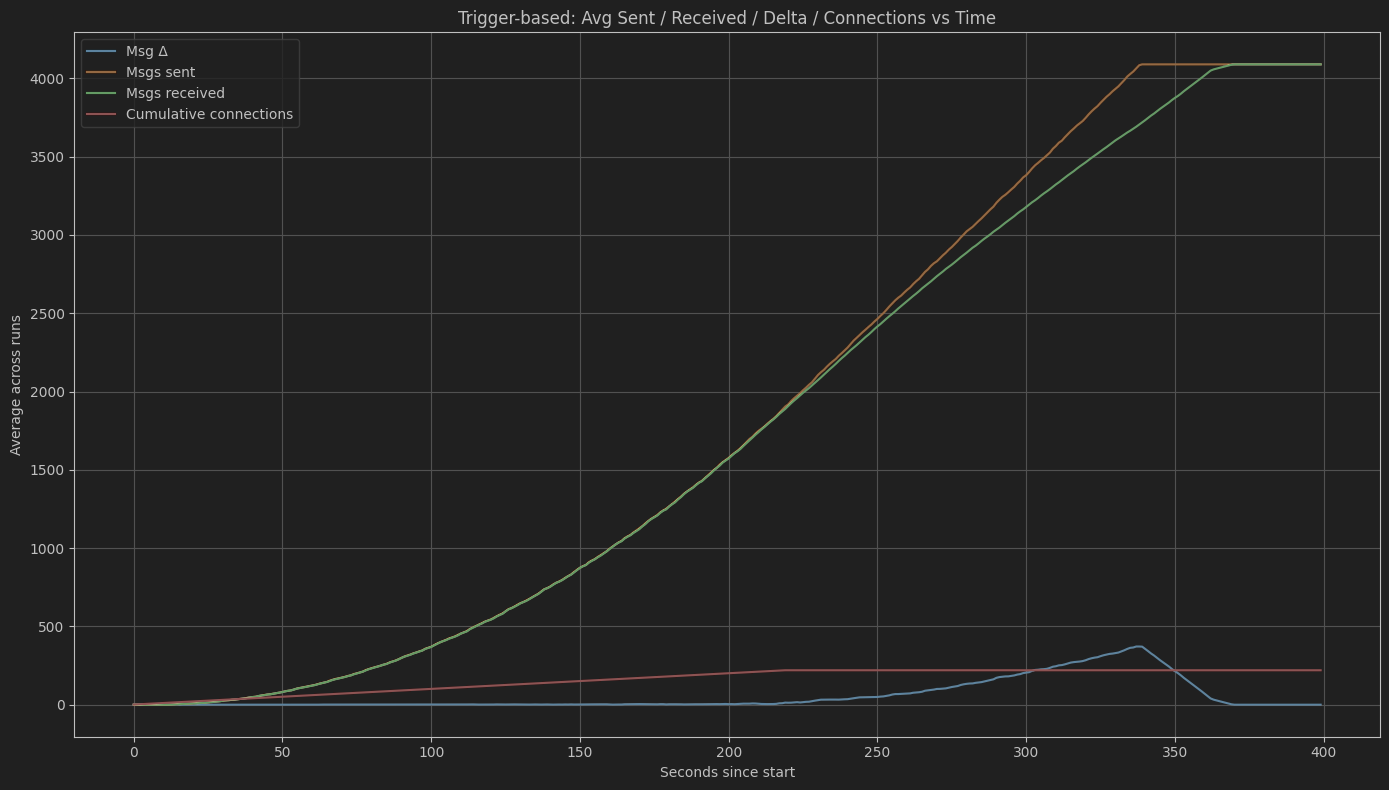 Trigger-based: Avg Sent / Received / Delta / Connections vs Time
Msg Δ
Msgs sent
Msgs received
Cumulative connections
Average across runs
4000
3500
3000
2500
2000
1500
1000
500
0
0 50 100 150 200 250 300 350 400
Seconds since start